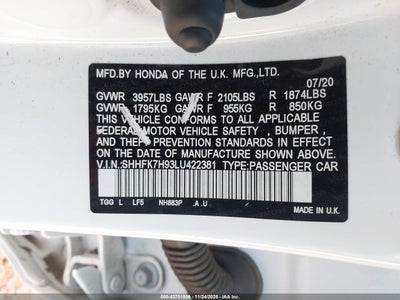 MFD.BY HONDA OF THE U.K. MFG.,LTD.
07/20
GVWR 3957LBS GAWR F 2105LBS R 1874LBS
GVWR 1795KG GAWR F 955KG R 850KG
THIS VEHICLE CONFORMS TO ALL APPLICABLE
FEDERAL MOTOR VEHICLE SAFETY , BUMPER ,
AND THEFT PREVENTION STANDARDS IN EFFECT
ON THE DATE OF MANUFACTURE SHOWN ABOVE.
V.I.N.:SHHFK7H93LU422381 TYPE:PASSENGER CAR
TGG L LF5 NH883P .A .U
MADE IN U.K.